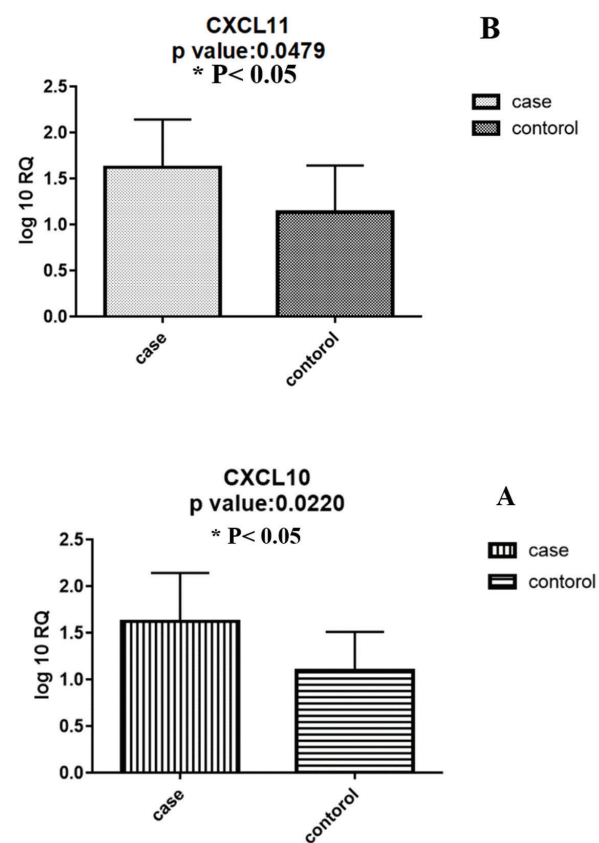 CXCL11
p value:0.0479
* P< 0.05
B
case
contorol
log 10 RQ
2.5
2.0
1.5
1.0
0.5
0.0
case
contorol
CXCL10
p value:0.0220
* P< 0.05
A
case
contorol
log 10 RQ
2.5
2.0
1.5
1.0
0.5
0.0
case
contorol